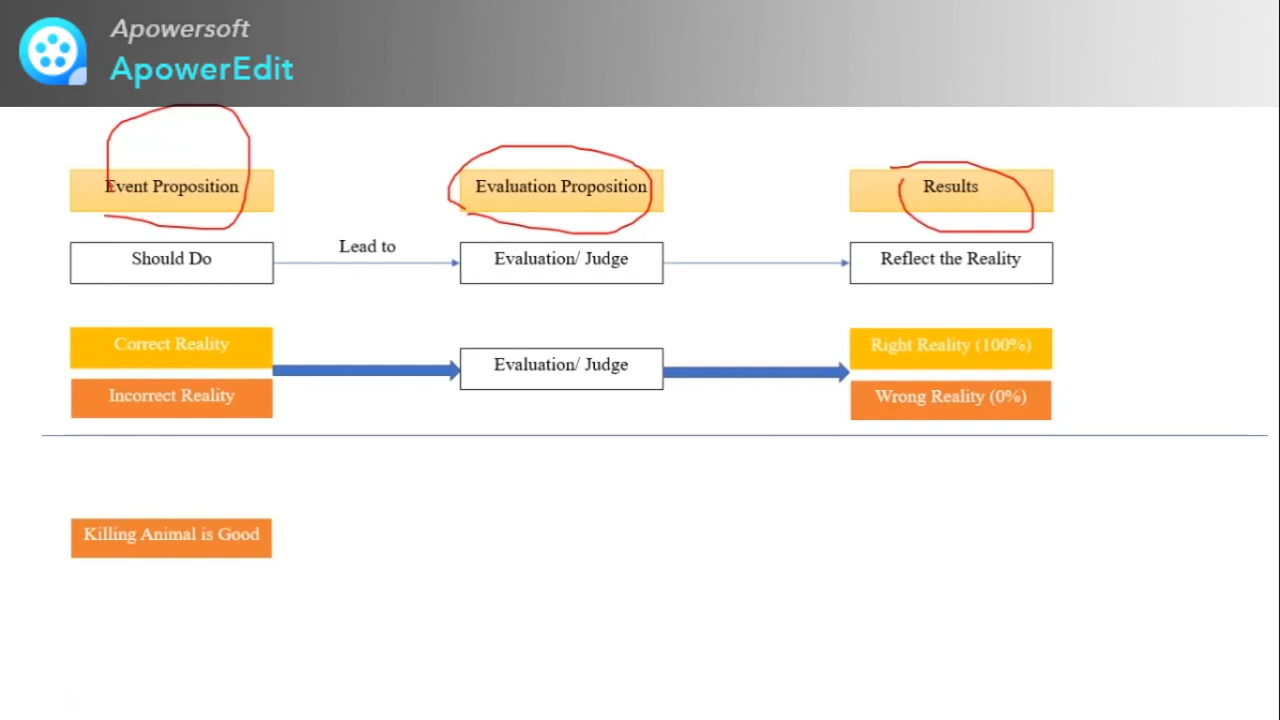 Apowersoft
ApowerEdit
Event Proposition
Evaluation Proposition
Results
Should Do
Lead to
Evaluation/ Judge
Reflect the Reality
Correct Reality
Evaluation/ Judge
Right Reality (100%)
Incorrect Reality
Wrong Reality (0%)
Killing Animal is Good